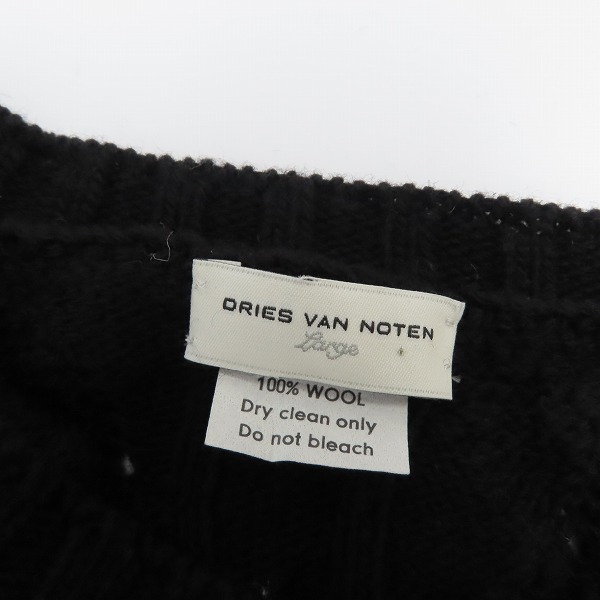 DRIES VAN NOTEN
Large
100% WOOL
Dry clean only
Do not bleach